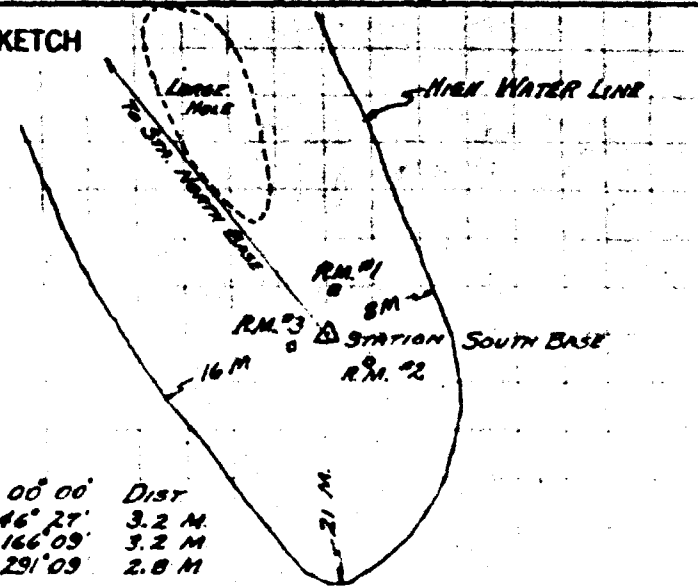 KETCH
LARGE
HOLE
HIGH WATER LINE
TO STA. NORTH BASE
R.M. #1
8 M
R.M. #3
STATION SOUTH BASE
R.M. #2
16 M
21 M.
00° 00' DIST
46° 27' 3.2 M
166° 09' 3.2 M
291° 09 2.8 M